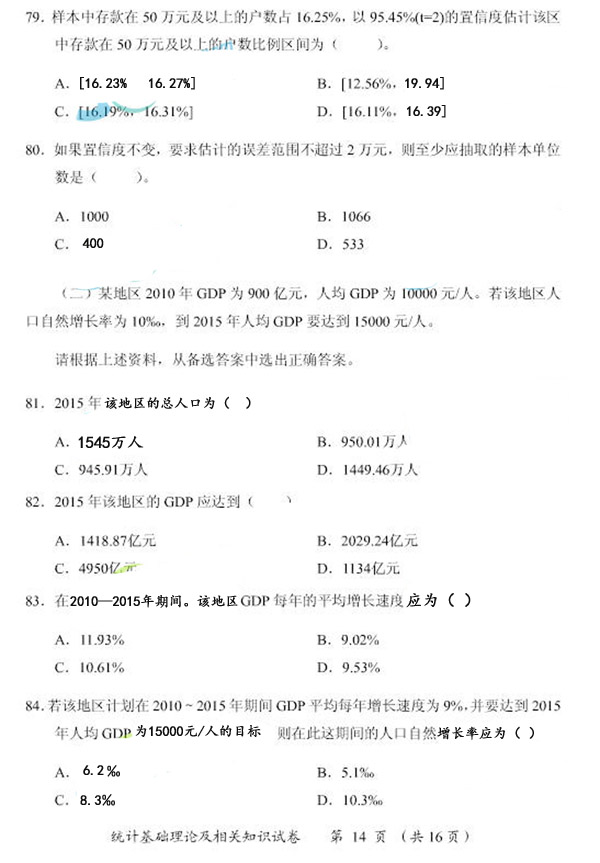 79．样本中存款在 50 万元及以上的户数占 16.25%，以 95.45%(t=2)的置信度估计该区
中存款在 50 万元及以上的户数比例区间为（　　）。
A．[16.23%　16.27%]
B．[12.56%，19.94]
C．[16.19%，16.31%]
D．[16.11%，16.39]
80．如果置信度不变，要求估计的误差范围不超过 2 万元，则至少应抽取的样本单位
数是（　　）。
A．1000
B．1066
C．400
D．533
（二）某地区 2010 年 GDP 为 900 亿元，人均 GDP 为 10000 元/人。若该地区人
口自然增长率为 10‰，到 2015 年人均 GDP 要达到 15000 元/人。
请根据上述资料，从备选答案中选出正确答案。
81．2015 年该地区的总人口为（　）
A．1545万人
B．950.01万人
C．945.91万人
D．1449.46万人
82．2015 年该地区的 GDP 应达到（　　）
A．1418.87亿元
B．2029.24亿元
C．4950亿元
D．1134亿元
83．在2010—2015年期间。该地区GDP 每年的平均增长速度应为（ ）
A．11.93%
B．9.02%
C．10.61%
D．9.53%
84．若该地区计划在 2010 ~ 2015 年期间 GDP 平均每年增长速度为 9%，并要达到 2015
年人均 GDP 为15000元/人的目标　则在此这期间的人口自然增长率应为（ ）
A．6.2‰
B．5.1‰
C．8.3‰
D．10.3‰
统计基础理论及相关知识试卷　第 14 页 （共 16 页）